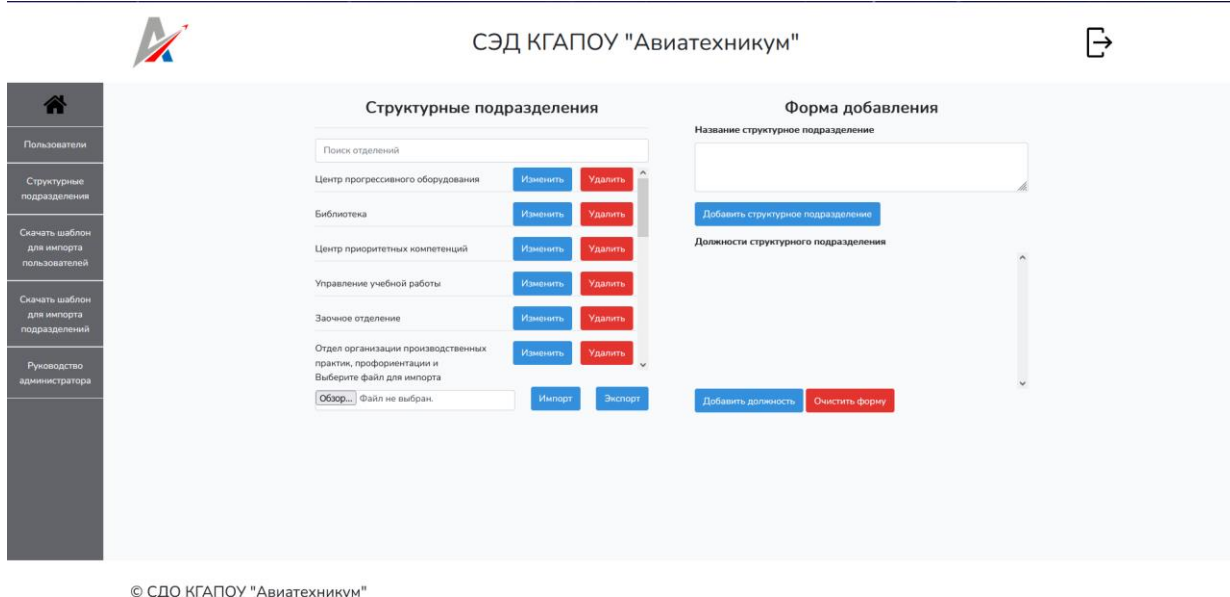 СЭД КГАПОУ "Авиатехникум"
Пользователи
Структурные
подразделения
Скачать шаблон
для импорта
пользователей
Скачать шаблон
для импорта
подразделений
Руководство
администратора
Структурные подразделения
Поиск отделений
Центр прогрессивного оборудования Изменить Удалить
Библиотека Изменить Удалить
Центр приоритетных компетенций Изменить Удалить
Управление учебной работы Изменить Удалить
Заочное отделение Изменить Удалить
Отдел организации производственных
практик, профориентации и Изменить Удалить
Выберите файл для импорта
Обзор... Файл не выбран. Импорт Экспорт
Форма добавления
Название структурное подразделение
Добавить структурное подразделение
Должности структурного подразделения
Добавить должность Очистить форму
© СДО КГАПОУ "Авиатехникум"